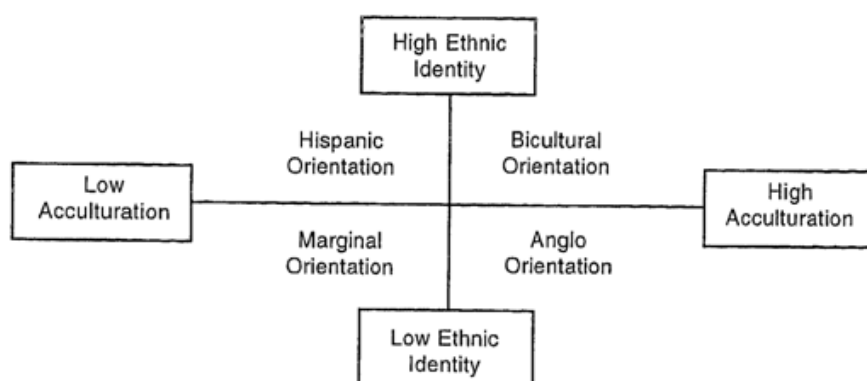 High Ethnic
Identity
Hispanic
Orientation
Bicultural
Orientation
Low
Acculturation
High
Acculturation
Marginal
Orientation
Anglo
Orientation
Low Ethnic
Identity